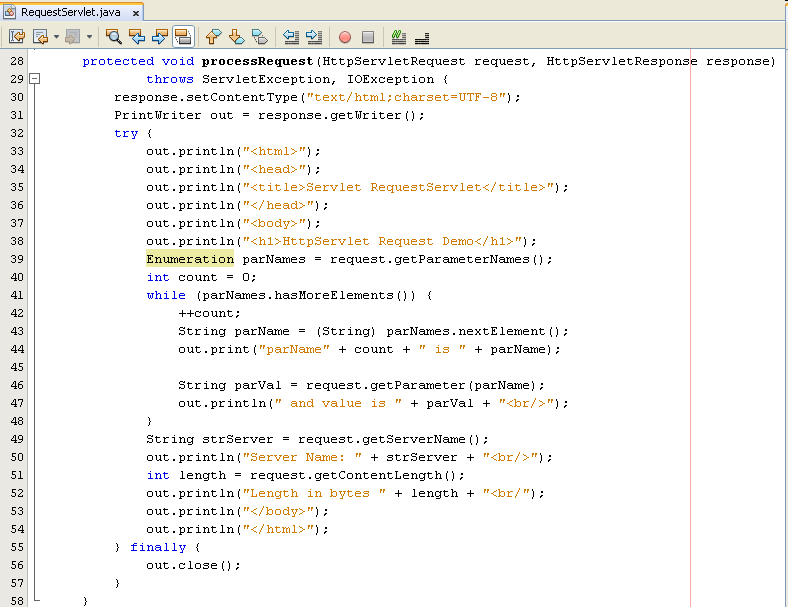 RequestServlet.java x
28 protected void processRequest(HttpServletRequest request, HttpServletResponse response)
29 throws ServletException, IOException {
30 response.setContentType("text/html;charset=UTF-8");
31 PrintWriter out = response.getWriter();
32 try {
33 out.println("<html>");
34 out.println("<head>");
35 out.println("<title>Servlet RequestServlet</title>");
36 out.println("</head>");
37 out.println("<body>");
38 out.println("<h1>HttpServlet Request Demo</h1>");
39 Enumeration parNames = request.getParameterNames();
40 int count = 0;
41 while (parNames.hasMoreElements()) {
42 ++count;
43 String parName = (String) parNames.nextElement();
44 out.print("parName" + count + " is " + parName);
45
46 String parVal = request.getParameter(parName);
47 out.println(" and value is " + parVal + "<br/>");
48 }
49 String strServer = request.getServerName();
50 out.println("Server Name: " + strServer + "<br/>");
51 int length = request.getContentLength();
52 out.println("Length in bytes " + length + "<br/");
53 out.println("</body>");
54 out.println("</html>");
55 } finally {
56 out.close();
57 }
58 }